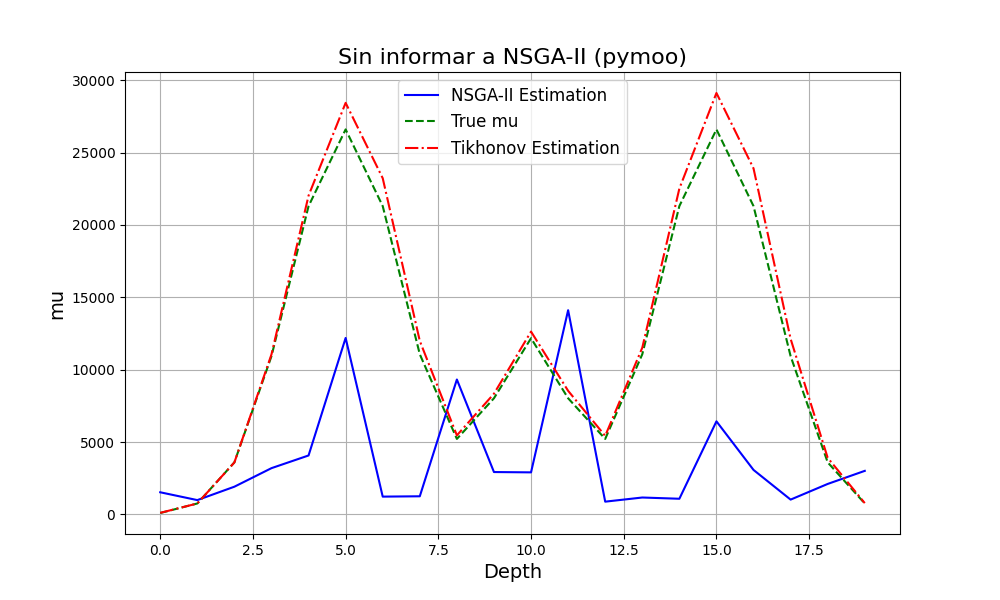 Sin informar a NSGA-II (pymoo)
NSGA-II Estimation
True mu
Tikhonov Estimation
30000
25000
20000
15000
10000
5000
0
mu
0.0 2.5 5.0 7.5 10.0 12.5 15.0 17.5
Depth